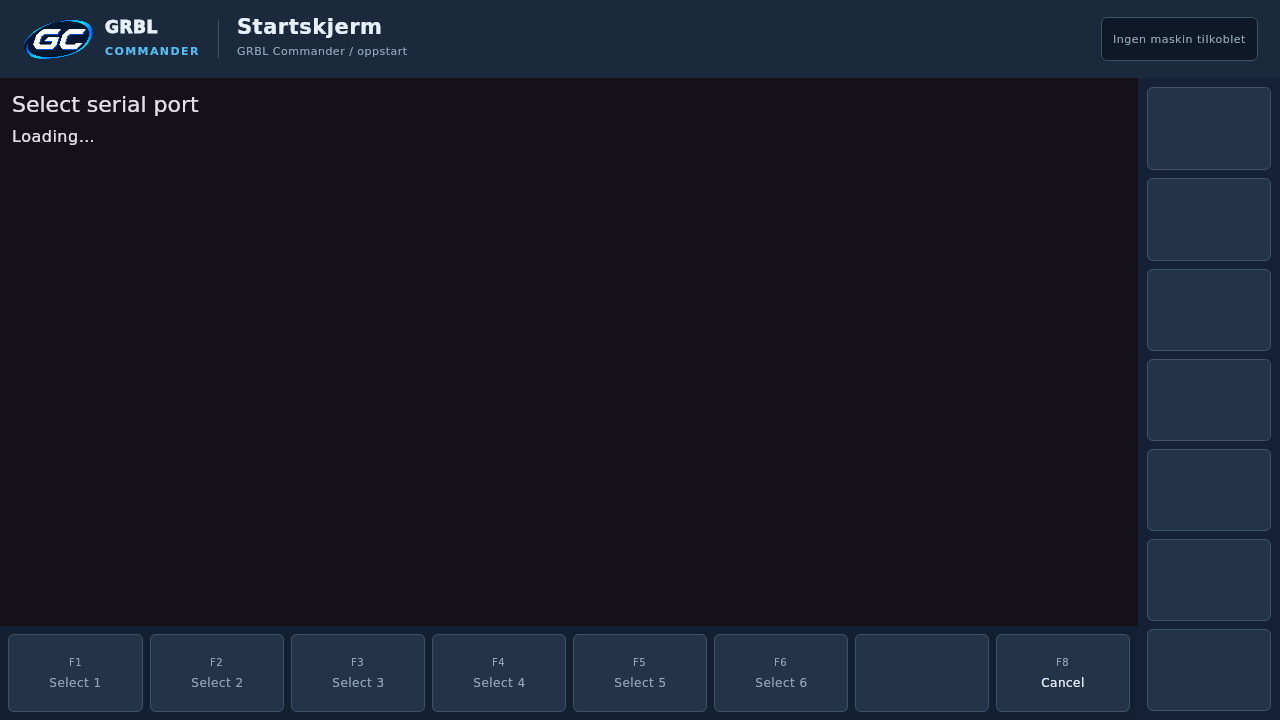 GC
GRBL
COMMANDER
Startskjerm
GRBL Commander / oppstart
Ingen maskin tilkoblet
Select serial port
Loading...
F1
Select 1
F2
Select 2
F3
Select 3
F4
Select 4
F5
Select 5
F6
Select 6
F8
Cancel